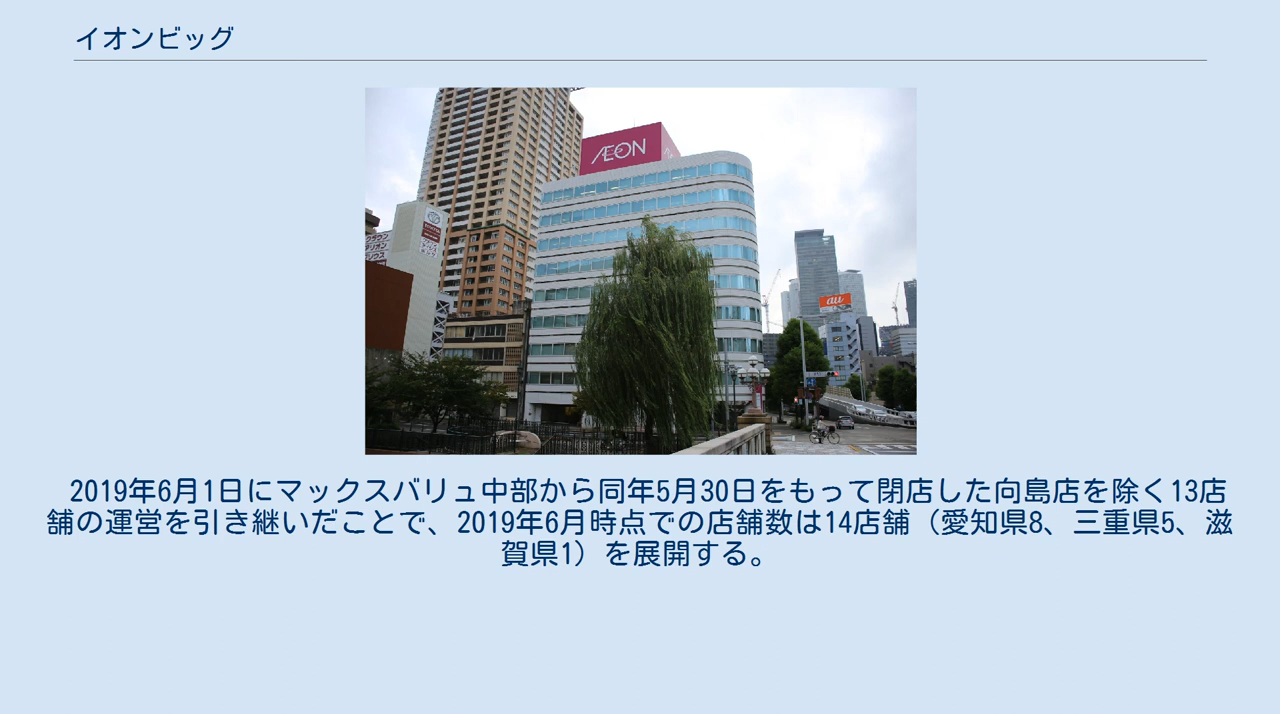 イオンビッグ
ÆON
au
2019年6月1日にマックスバリュ中部から同年5月30日をもって閉店した向島店を除く13店
舗の運営を引き継いだことで、2019年6月時点での店舗数は14店舗（愛知県8、三重県5、滋
賀県1）を展開する。